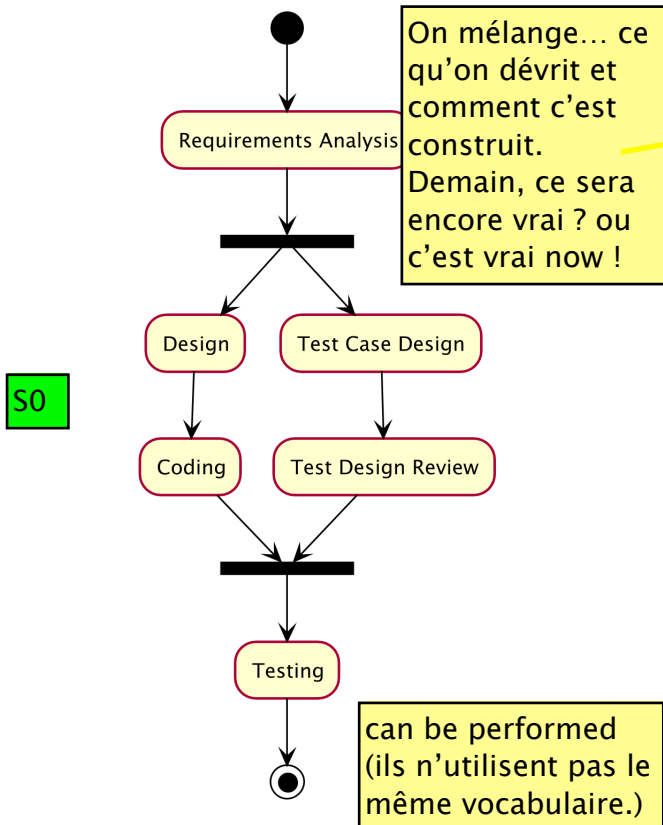 On mélange… ce
qu'on dévrit et
comment c'est
construit.
Demain, ce sera
encore vrai ? ou
c'est vrai now !
Requirements Analysis
Design
Test Case Design
S0
Coding
Test Design Review
Testing
can be performed
(ils n'utilisent pas le
même vocabulaire.)